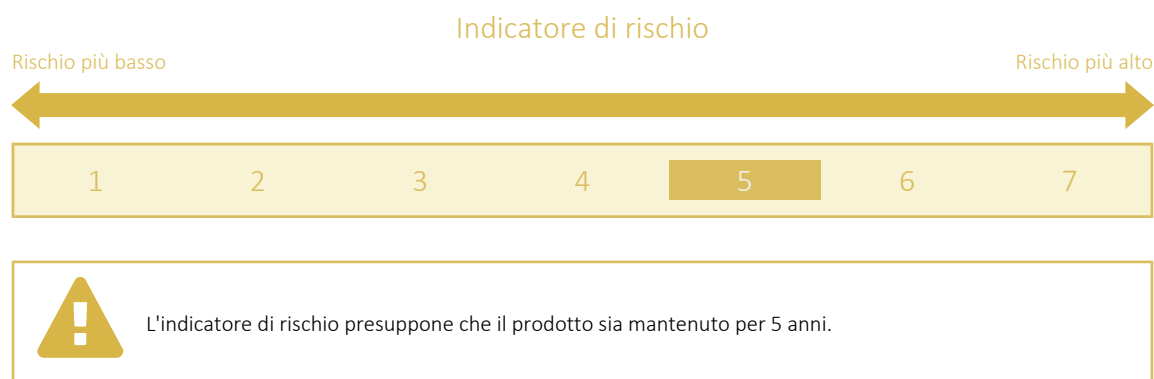 Indicatore di rischio
Rischio più basso Rischio più alto
1 2 3 4 5 6 7
L'indicatore di rischio presuppone che il prodotto sia mantenuto per 5 anni.